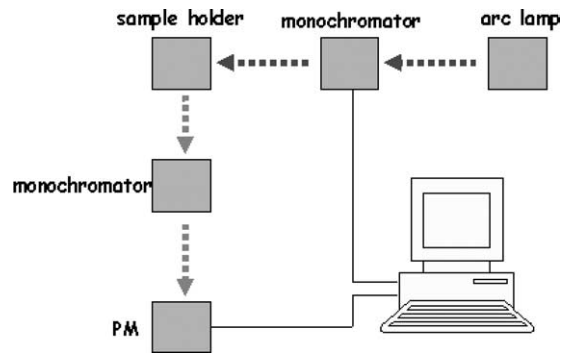 sample holder
monochromator
arc lamp
monochromator
PM